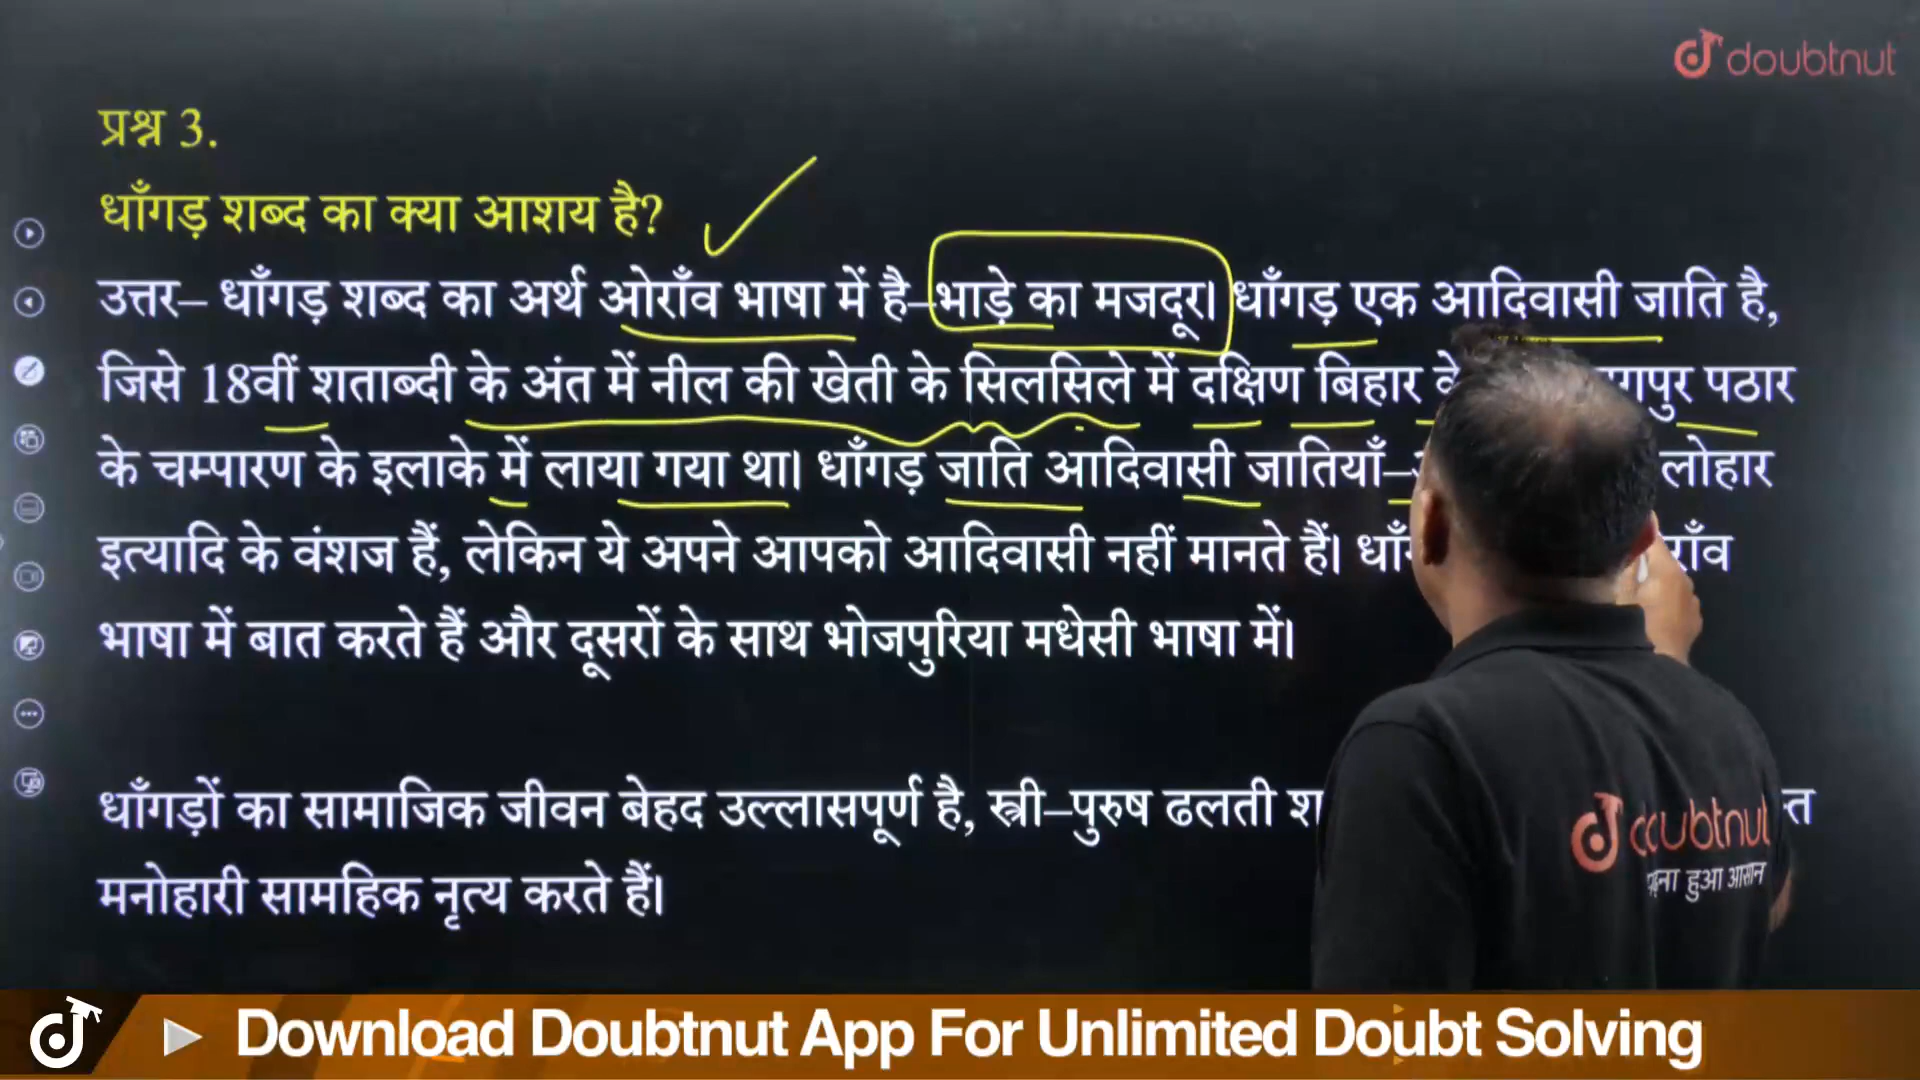 doubtnut
प्रश्न 3.
धाँगड़ शब्द का क्या आशय है?
उत्तर– धाँगड़ शब्द का अर्थ ओराँव भाषा में है–भाड़े का मजदूर। धाँगड़ एक आदिवासी जाति है,
जिसे 18वीं शताब्दी के अंत में नील की खेती के सिलसिले में दक्षिण बिहार के पठार
के चम्पारण के इलाके में लाया गया था। धाँगड़ जाति आदिवासी जातियाँ– लोहार
इत्यादि के वंशज हैं, लेकिन ये अपने आपको आदिवासी नहीं मानते हैं।
भाषा में बात करते हैं और दूसरों के साथ भोजपुरिया मधेसी भाषा में।
धाँगड़ों का सामाजिक जीवन बेहद उल्लासपूर्ण है, स्त्री–पुरुष ढलती
मनोहारी सामहिक नृत्य करते हैं।
doubtnut
हुआ आसान
Download Doubtnut App For Unlimited Doubt Solving